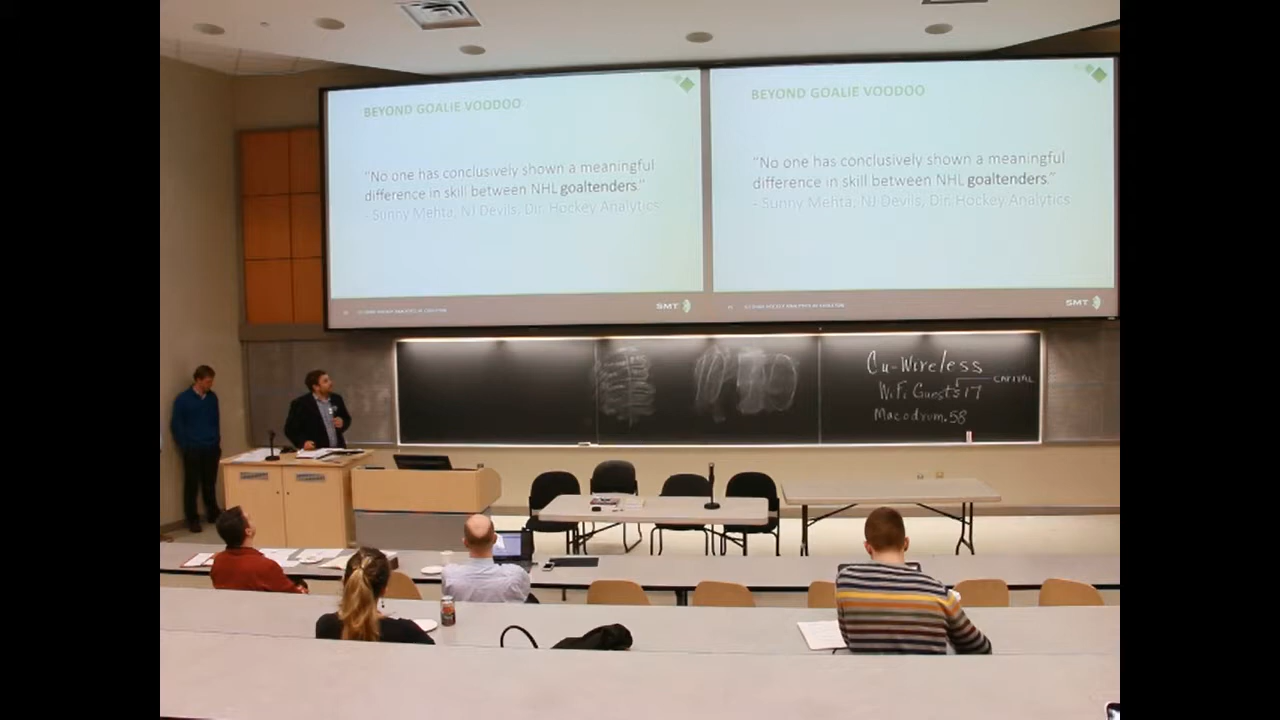 BEYOND GOALIE VOODOO
"No one has conclusively shown a meaningful
difference in skill between NHL goaltenders."
- Sunny Mehta, NJ Devils, Dir. Hockey Analytics
SMT
BEYOND GOALIE VOODOO
"No one has conclusively shown a meaningful
difference in skill between NHL goaltenders."
- Sunny Mehta, NJ Devils, Dir. Hockey Analytics
SMT
Cu-Wireless
WiFi Guests17
CAPITAL
Macodrum.58